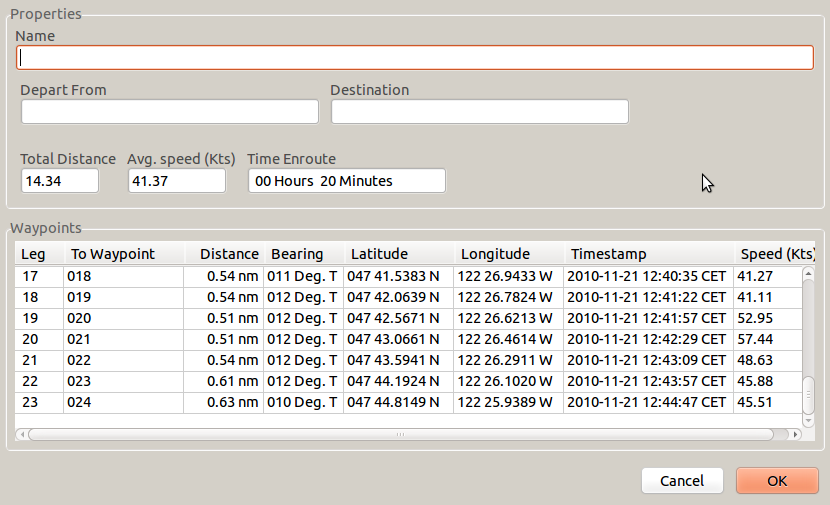 Properties
Name
Depart From Destination
Total Distance Avg. speed (Kts) Time Enroute
14.34 41.37 00 Hours 20 Minutes
Waypoints
Leg To Waypoint Distance Bearing Latitude Longitude Timestamp Speed (Kts)
17 018 0.54 nm 011 Deg. T 047 41.5383 N 122 26.9433 W 2010-11-21 12:40:35 CET 41.27
18 019 0.54 nm 012 Deg. T 047 42.0639 N 122 26.7824 W 2010-11-21 12:41:22 CET 41.11
19 020 0.51 nm 012 Deg. T 047 42.5671 N 122 26.6213 W 2010-11-21 12:41:57 CET 52.95
20 021 0.51 nm 012 Deg. T 047 43.0661 N 122 26.4614 W 2010-11-21 12:42:29 CET 57.44
21 022 0.54 nm 012 Deg. T 047 43.5941 N 122 26.2911 W 2010-11-21 12:43:09 CET 48.63
22 023 0.61 nm 012 Deg. T 047 44.1924 N 122 26.1020 W 2010-11-21 12:43:57 CET 45.88
23 024 0.63 nm 010 Deg. T 047 44.8149 N 122 25.9389 W 2010-11-21 12:44:47 CET 45.51
Cancel OK